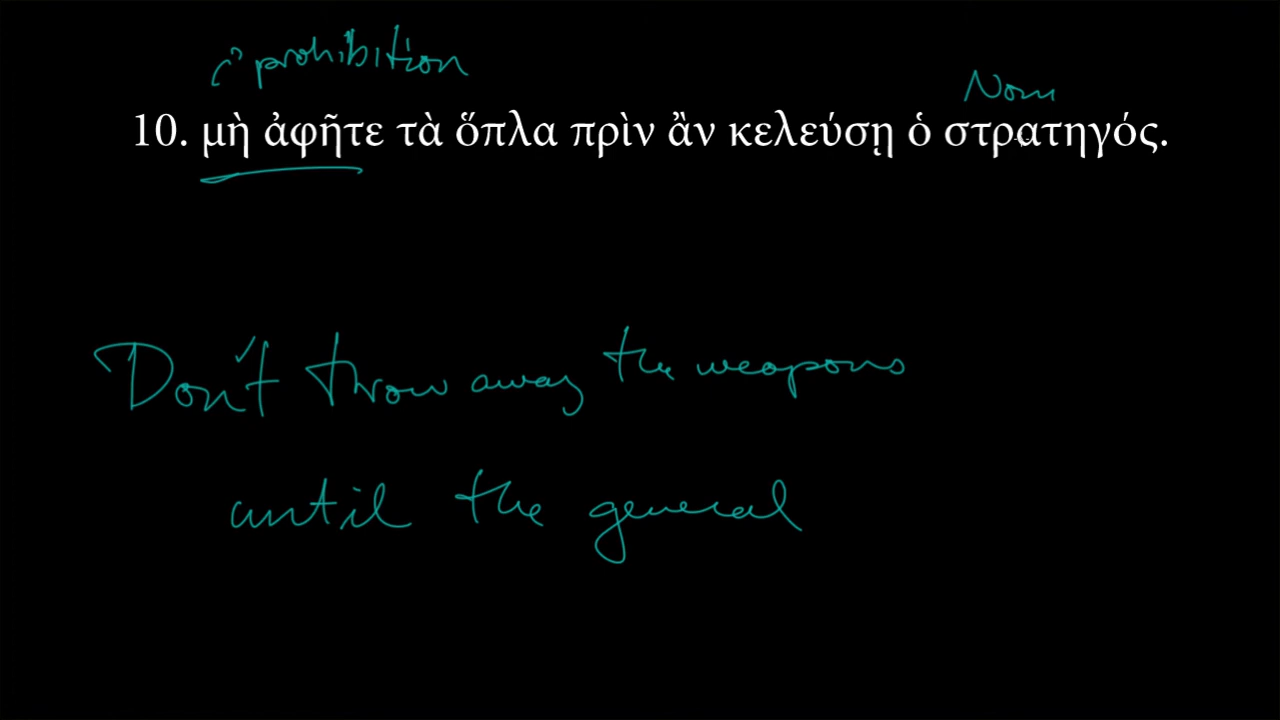 prohibition
Nom
10. μὴ ἀφῆτε τὰ ὅπλα πρὶν ἂν κελεύσῃ ὁ στρατηγός.
Don't throw away the weapons
until the general